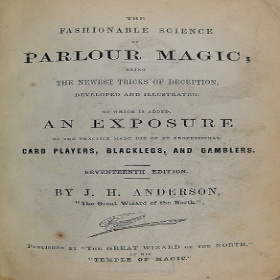 THE
FASHIONABLE SCIENCE
OF
PARLOUR MAGIC;
BEING
THE NEWEST TRICKS OF DECEPTION,
DEVELOPED AND ILLUSTRATED.
TO WHICH IS ADDED,
AN EXPOSURE
OF THE PRACTICE MADE USE OF BY PROFESSIONAL
CARD PLAYERS, BLACKLEGS, AND GAMBLERS.
SEVENTEENTH EDITION.
BY J. H. ANDERSON,
"The Great Wizard of the North."
PUBLISHED BY "THE GREAT WIZARD OF THE NORTH,"
AT HIS
"TEMPLE OF MAGIC."